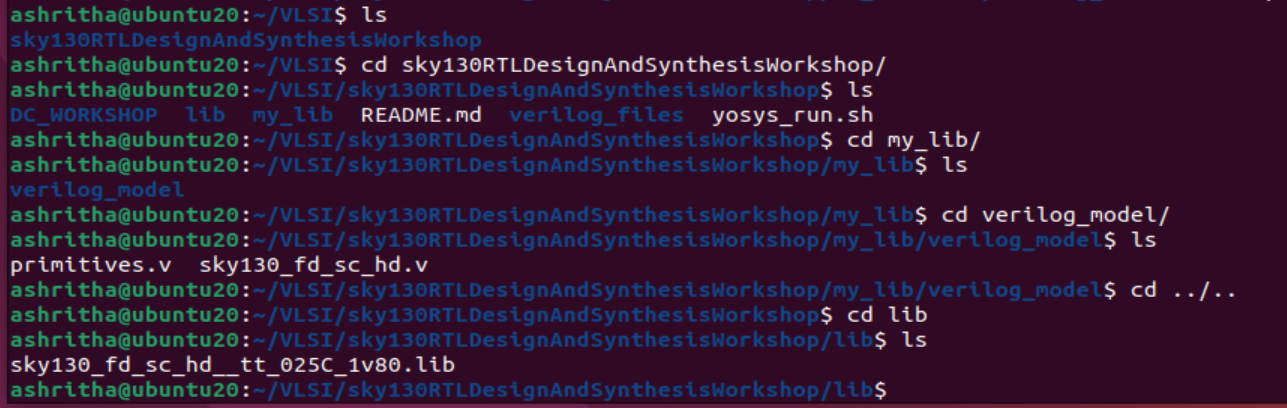 ashritha@ubuntu20:~/VLSI$ ls
sky130RTLDesignAndSynthesisWorkshop
ashritha@ubuntu20:~/VLSI$ cd sky130RTLDesignAndSynthesisWorkshop/
ashritha@ubuntu20:~/VLSI/sky130RTLDesignAndSynthesisWorkshop$ ls
DC_WORKSHOP  lib  my_lib  README.md  verilog_files  yosys_run.sh
ashritha@ubuntu20:~/VLSI/sky130RTLDesignAndSynthesisWorkshop$ cd my_lib/
ashritha@ubuntu20:~/VLSI/sky130RTLDesignAndSynthesisWorkshop/my_lib$ ls
verilog_model
ashritha@ubuntu20:~/VLSI/sky130RTLDesignAndSynthesisWorkshop/my_lib$ cd verilog_model/
ashritha@ubuntu20:~/VLSI/sky130RTLDesignAndSynthesisWorkshop/my_lib/verilog_model$ ls
primitives.v  sky130_fd_sc_hd.v
ashritha@ubuntu20:~/VLSI/sky130RTLDesignAndSynthesisWorkshop/my_lib/verilog_model$ cd ../..
ashritha@ubuntu20:~/VLSI/sky130RTLDesignAndSynthesisWorkshop$ cd lib
ashritha@ubuntu20:~/VLSI/sky130RTLDesignAndSynthesisWorkshop/lib$ ls
sky130_fd_sc_hd__tt_025C_1v80.lib
ashritha@ubuntu20:~/VLSI/sky130RTLDesignAndSynthesisWorkshop/lib$